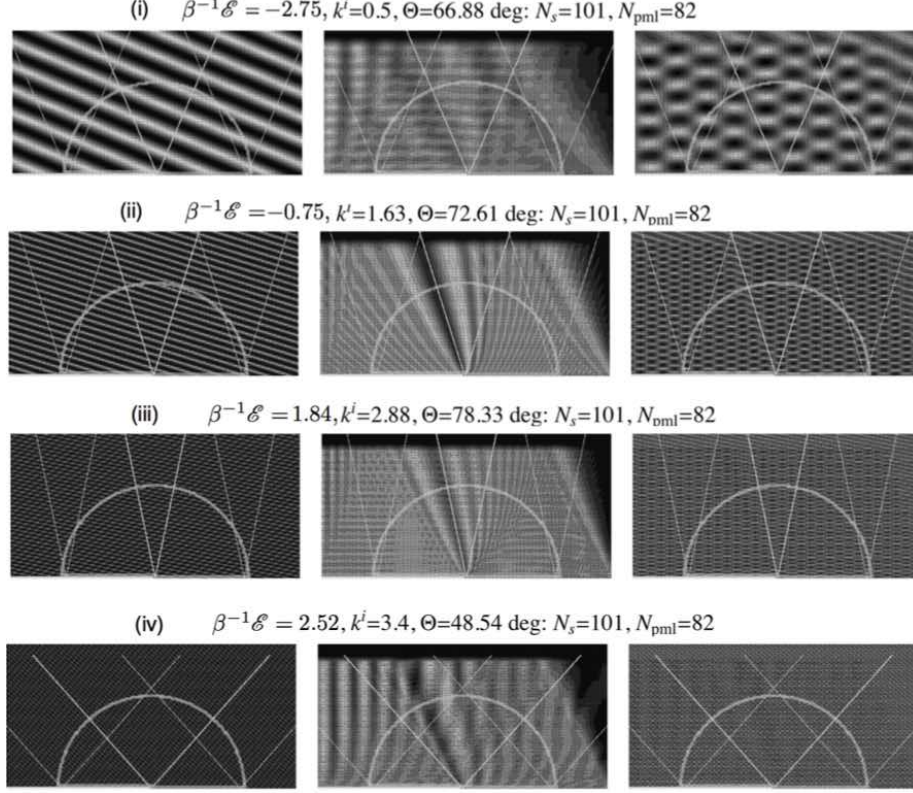 (i) β⁻¹ℰ = −2.75, kⁱ=0.5, Θ=66.88 deg: Nₛ=101, N_pml=82
(ii) β⁻¹ℰ =−0.75, kⁱ=1.63, Θ=72.61 deg: Nₛ=101, N_pml=82
(iii) β⁻¹ℰ = 1.84, kⁱ=2.88, Θ=78.33 deg: Nₛ=101, N_pml=82
(iv) β⁻¹ℰ = 2.52, kⁱ=3.4, Θ=48.54 deg: Nₛ=101, N_pml=82